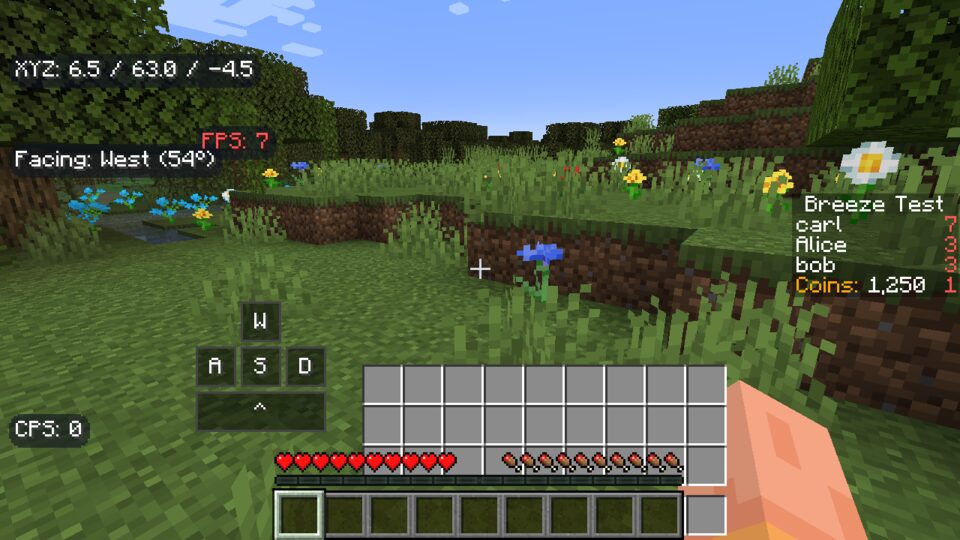 XYZ: 6.5 / 63.0 / -4.5
FPS: 7
Facing: West (54º)
Breeze Test
carl 7
Alice 3
bob 3
Coins: 1,250 1
W
A S D
^
CPS: 0